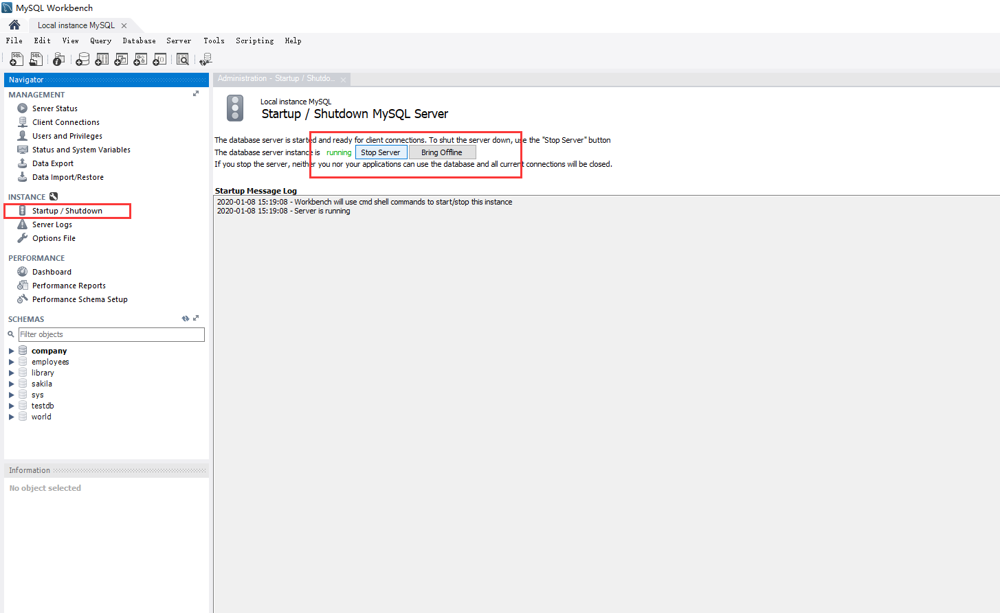 MySQL Workbench
Local instance MySQL
File Edit View Query Database Server Tools Scripting Help
Navigator
MANAGEMENT
Server Status
Client Connections
Users and Privileges
Status and System Variables
Data Export
Data Import/Restore
INSTANCE
Startup / Shutdown
Server Logs
Options File
PERFORMANCE
Dashboard
Performance Reports
Performance Schema Setup
SCHEMAS
Filter objects
company
employees
library
sakila
sys
testdb
world
Information
No object selected
Administration - Startup / Shutdo...
Local instance MySQL
Startup / Shutdown MySQL Server
The database server is started and ready for client connections. To shut the server down, use the "Stop Server" button
The database server instance is running Stop Server Bring Offline
If you stop the server, neither you nor your applications can use the database and all current connections will be closed.
Startup Message Log
2020-01-08 15:19:08 - Workbench will use cmd shell commands to start/stop this instance
2020-01-08 15:19:08 - Server is running